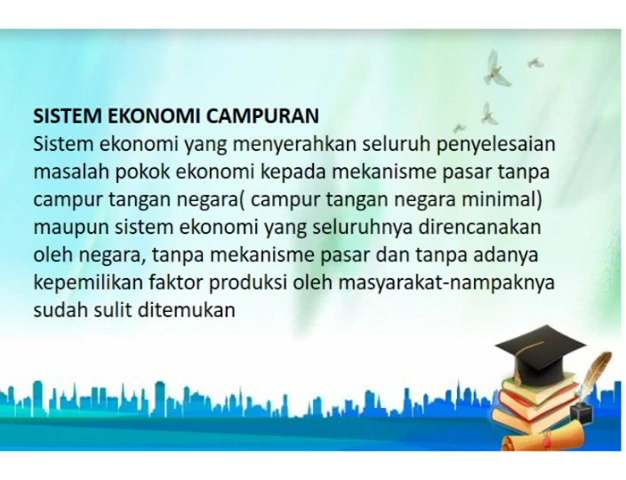 SISTEM EKONOMI CAMPURAN
Sistem ekonomi yang menyerahkan seluruh penyelesaian
masalah pokok ekonomi kepada mekanisme pasar tanpa
campur tangan negara( campur tangan negara minimal)
maupun sistem ekonomi yang seluruhnya direncanakan
oleh negara, tanpa mekanisme pasar dan tanpa adanya
kepemilikan faktor produksi oleh masyarakat-nampaknya
sudah sulit ditemukan